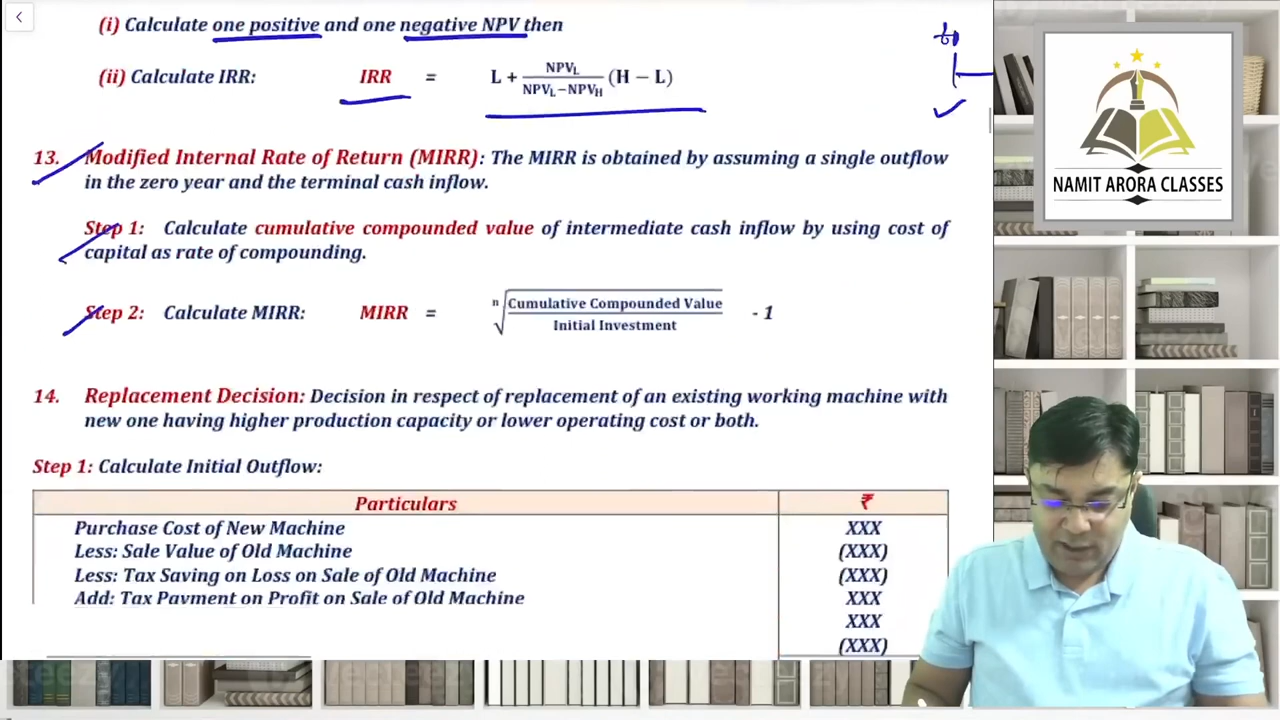 (i) Calculate one positive and one negative NPV then
(ii) Calculate IRR: IRR = L + NPVL / NPVL−NPVH (H − L)
13. Modified Internal Rate of Return (MIRR): The MIRR is obtained by assuming a single outflow
in the zero year and the terminal cash inflow.
Step 1: Calculate cumulative compounded value of intermediate cash inflow by using cost of
capital as rate of compounding.
Step 2: Calculate MIRR: MIRR = n√ Cumulative Compounded Value / Initial Investment - 1
14. Replacement Decision: Decision in respect of replacement of an existing working machine with
new one having higher production capacity or lower operating cost or both.
Step 1: Calculate Initial Outflow:
Particulars ₹
Purchase Cost of New Machine XXX
Less: Sale Value of Old Machine (XXX)
Less: Tax Saving on Loss on Sale of Old Machine (XXX)
Add: Tax Payment on Profit on Sale of Old Machine XXX
XXX
(XXX)
NAMIT ARORA CLASSES